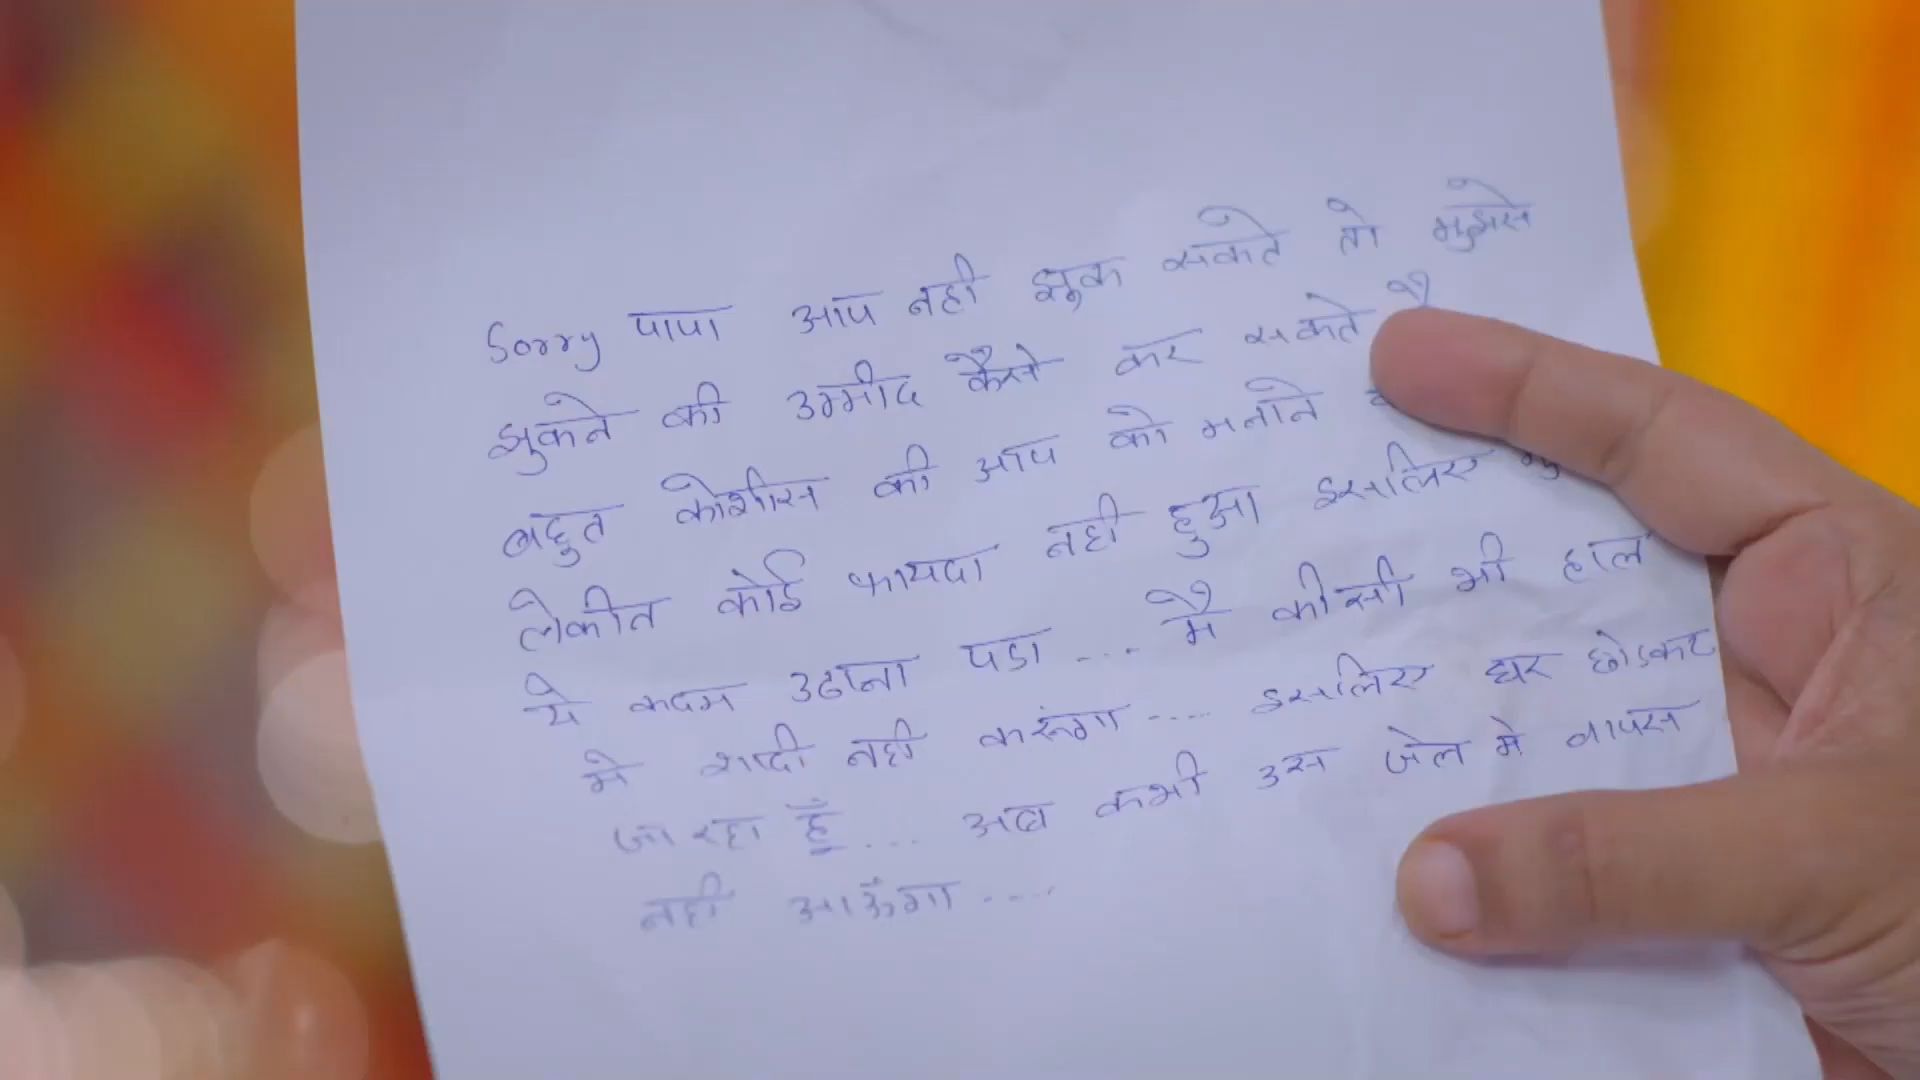 Sorry पापा आप नही झूक सकेते तो मुझसे
झुकने की उम्मीद कैसे कर सकते है
बहुत कोशीस की आप को मनाने
लेकीन कोई फायदा नही हुआ इसलिए
ये कदम उठाना पडा .... मै कीसी भी हाल
मे शादी नही करूंगा .... इसलिए घर छोडकर
जा रहा हूँ .... अब कभी उस जेल मे वापस
नही आऊँगा ....